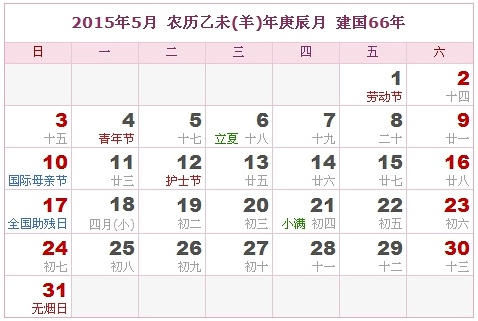 2015年5月 农历乙未(羊)年庚辰月 建国66年
日 一 二 三 四 五 六
1 2
劳动节 十四
3 4 5 6 7 8 9
十五 青年节 十七 立夏 十八 十九 二十 廿一
10 11 12 13 14 15 16
国际母亲节 廿三 护士节 廿五 廿六 廿七 廿八
17 18 19 20 21 22 23
全国助残日 四月(小) 初二 初三 小满 初四 初五 初六
24 25 26 27 28 29 30
初七 初八 初九 初十 十一 十二 十三
31
无烟日